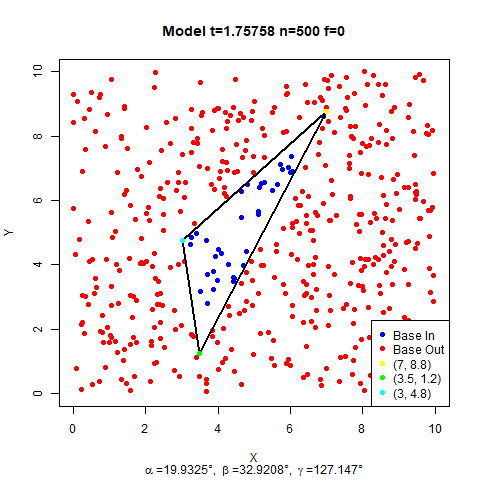 Model t=1.75758 n=500 f=0
10
8
6
4
2
0
Y
0 2 4 6 8 10
X
Base In
Base Out
(7, 8.8)
(3.5, 1.2)
(3, 4.8)
α=19.9325°, β=32.9208°, γ=127.147°